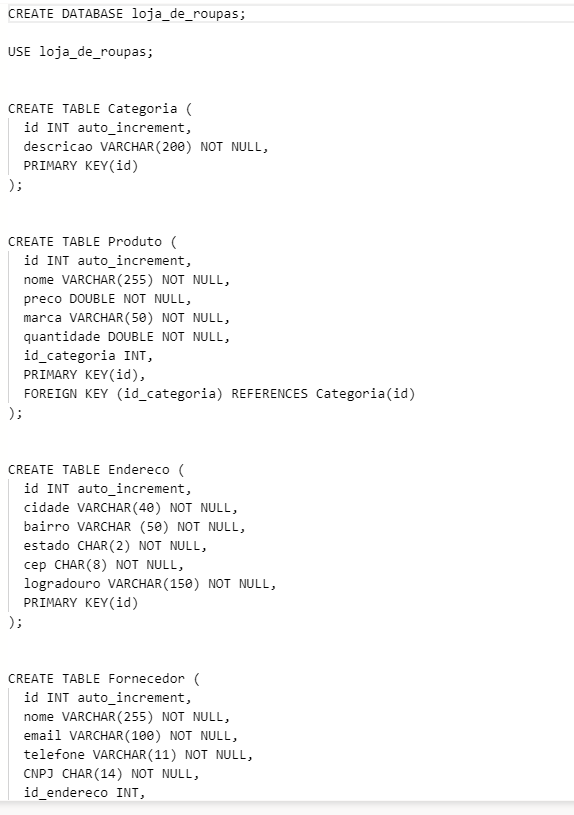 CREATE DATABASE loja_de_roupas;
USE loja_de_roupas;
CREATE TABLE Categoria (
id INT auto_increment,
descricao VARCHAR(200) NOT NULL,
PRIMARY KEY(id)
);
CREATE TABLE Produto (
id INT auto_increment,
nome VARCHAR(255) NOT NULL,
preco DOUBLE NOT NULL,
marca VARCHAR(50) NOT NULL,
quantidade DOUBLE NOT NULL,
id_categoria INT,
PRIMARY KEY(id),
FOREIGN KEY (id_categoria) REFERENCES Categoria(id)
);
CREATE TABLE Endereco (
id INT auto_increment,
cidade VARCHAR(40) NOT NULL,
bairro VARCHAR (50) NOT NULL,
estado CHAR(2) NOT NULL,
cep CHAR(8) NOT NULL,
logradouro VARCHAR(150) NOT NULL,
PRIMARY KEY(id)
);
CREATE TABLE Fornecedor (
id INT auto_increment,
nome VARCHAR(255) NOT NULL,
email VARCHAR(100) NOT NULL,
telefone VARCHAR(11) NOT NULL,
CNPJ CHAR(14) NOT NULL,
id_endereco INT,